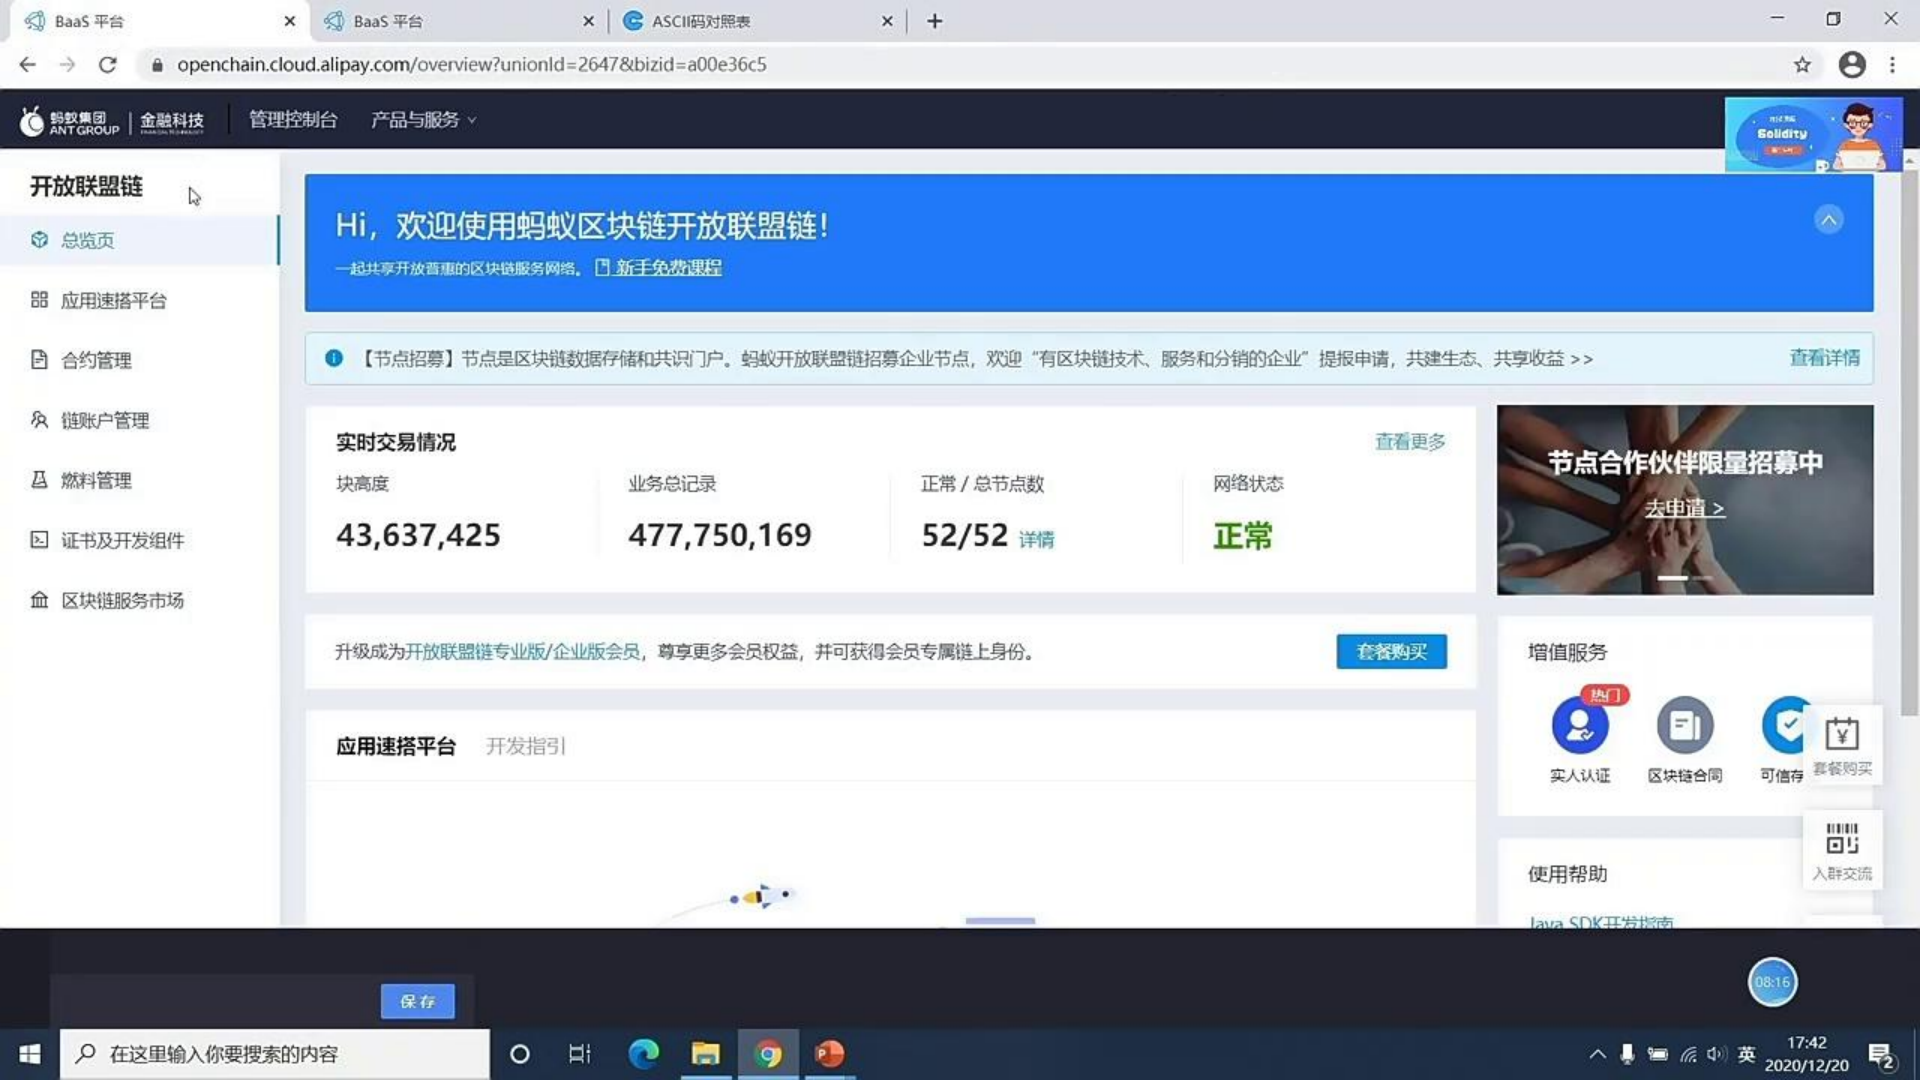 BaaS 平台
BaaS 平台
ASCII码对照表
openchain.cloud.alipay.com/overview?unionId=2647&bizid=a00e36c5
蚂蚁集团
ANT GROUP
金融科技
管理控制台
产品与服务
Solidity
开放联盟链
总览页
应用速搭平台
合约管理
链账户管理
燃料管理
证书及开发组件
区块链服务市场
Hi，欢迎使用蚂蚁区块链开放联盟链！
一起共享开放普惠的区块链服务网络。 新手免费课程
【节点招募】节点是区块链数据存储和共识门户。蚂蚁开放联盟链招募企业节点，欢迎“有区块链技术、服务和分销的企业”提报申请，共建生态、共享收益 >>
查看详情
实时交易情况
查看更多
块高度
业务总记录
正常 / 总节点数
网络状态
43,637,425
477,750,169
52/52 详情
正常
节点合作伙伴限量招募中
去申请 >
升级成为开放联盟链专业版/企业版会员，尊享更多会员权益，并可获得会员专属链上身份。
套餐购买
增值服务
热门
实人认证
区块链合同
可信存
套餐购买
应用速搭平台
开发指引
使用帮助
入群交流
Java SDK开发指南
保存
08:16
在这里输入你要搜索的内容
英
17:42
2020/12/20
2